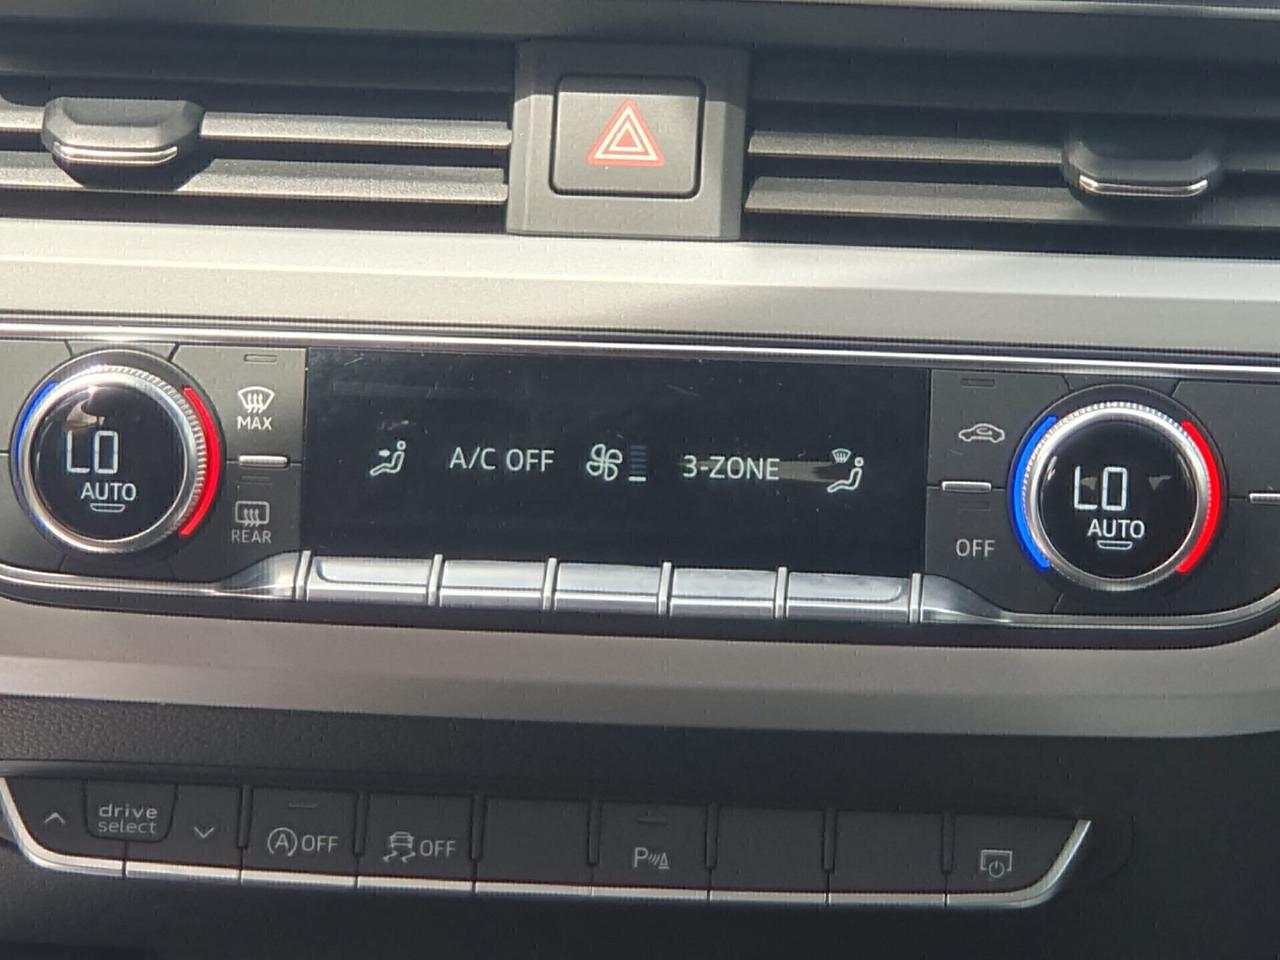 LO
AUTO
MAX
REAR
A/C OFF
3-ZONE
OFF
LO
AUTO
drive
select
A OFF
OFF
P